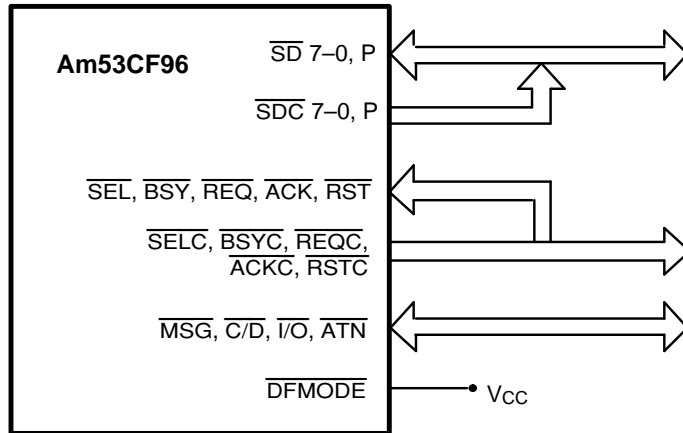 Am53CF96
SD 7–0, P
SDC 7–0, P
SEL, BSY, REQ, ACK, RST
SELC, BSYC, REQC,
ACKC, RSTC
MSG, C/D, I/O, ATN
DFMODE
VCC